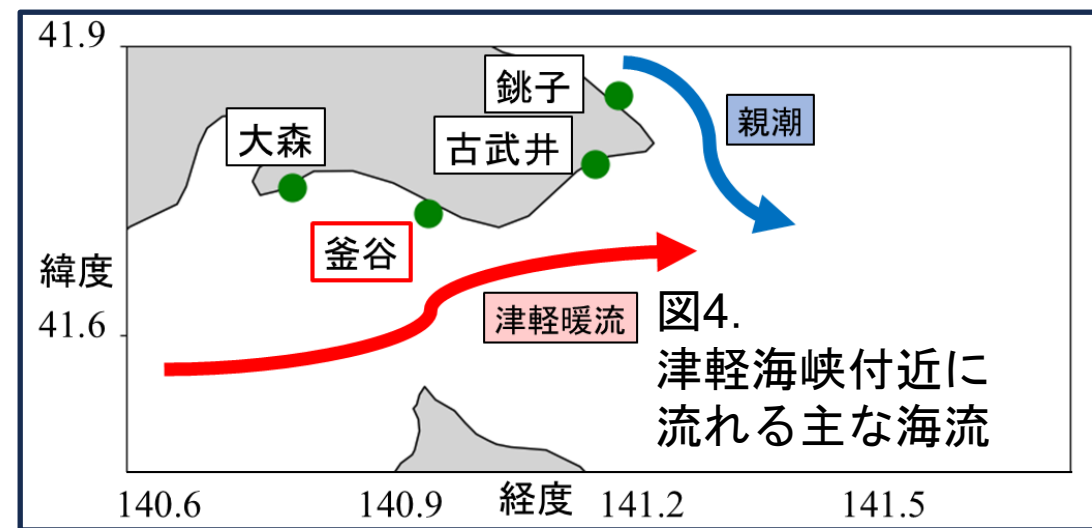 41.9
銚子
親潮
大森
古武井
釜谷
緯度
41.6
津軽暖流
図4.
津軽海峡付近に
流れる主な海流
140.6
140.9
経度
141.2
141.5